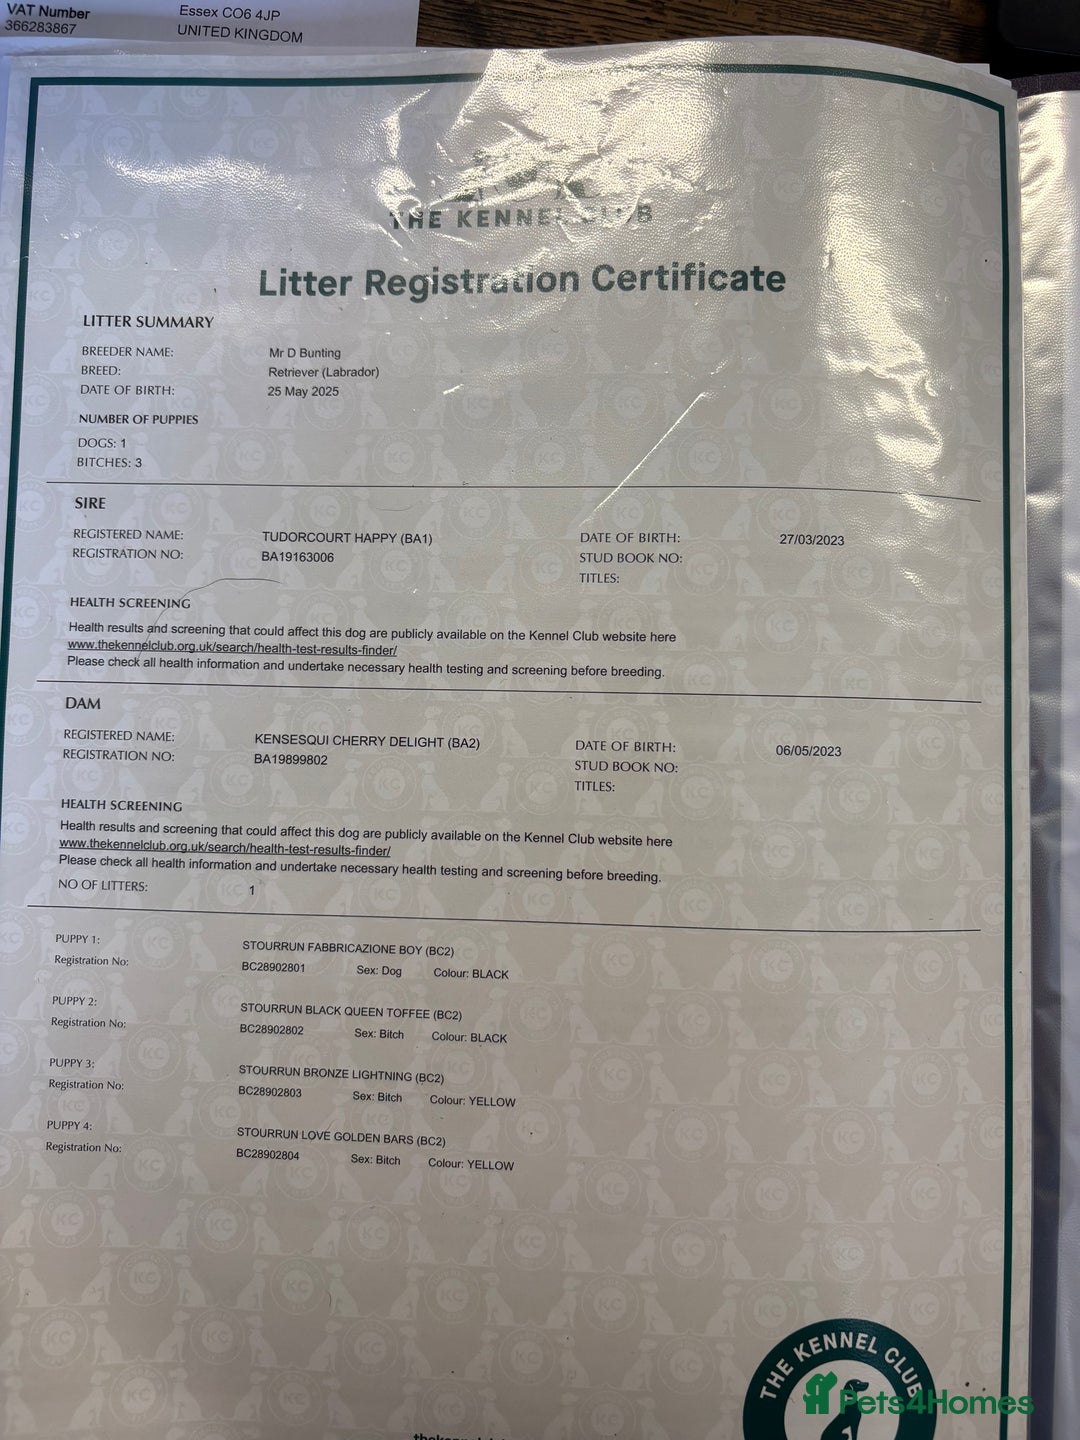 VAT Number
366283867
Essex CO6 4JP
UNITED KINGDOM
THE KENNEL CLUB
Litter Registration Certificate
LITTER SUMMARY
BREEDER NAME: Mr D Bunting
BREED: Retriever (Labrador)
DATE OF BIRTH: 25 May 2025
NUMBER OF PUPPIES
DOGS: 1
BITCHES: 3
SIRE
REGISTERED NAME: TUDORCOURT HAPPY (BA1) DATE OF BIRTH: 27/03/2023
REGISTRATION NO: BA19163006 STUD BOOK NO:
TITLES:
HEALTH SCREENING
Health results and screening that could affect this dog are publicly available on the Kennel Club website here
www.thekennelclub.org.uk/search/health-test-results-finder/
Please check all health information and undertake necessary health testing and screening before breeding.
DAM
REGISTERED NAME: KENSESQUI CHERRY DELIGHT (BA2) DATE OF BIRTH: 06/05/2023
REGISTRATION NO: BA19899802 STUD BOOK NO:
TITLES:
HEALTH SCREENING
Health results and screening that could affect this dog are publicly available on the Kennel Club website here
www.thekennelclub.org.uk/search/health-test-results-finder/
Please check all health information and undertake necessary health testing and screening before breeding.
NO OF LITTERS: 1
PUPPY 1: STOURRUN FABBRICAZIONE BOY (BC2)
Registration No: BC28902801 Sex: Dog Colour: BLACK
PUPPY 2: STOURRUN BLACK QUEEN TOFFEE (BC2)
Registration No: BC28902802 Sex: Bitch Colour: BLACK
PUPPY 3: STOURRUN BRONZE LIGHTNING (BC2)
Registration No: BC28902803 Sex: Bitch Colour: YELLOW
PUPPY 4: STOURRUN LOVE GOLDEN BARS (BC2)
Registration No: BC28902804 Sex: Bitch Colour: YELLOW
THE KENNEL CLUB
Pets4Homes